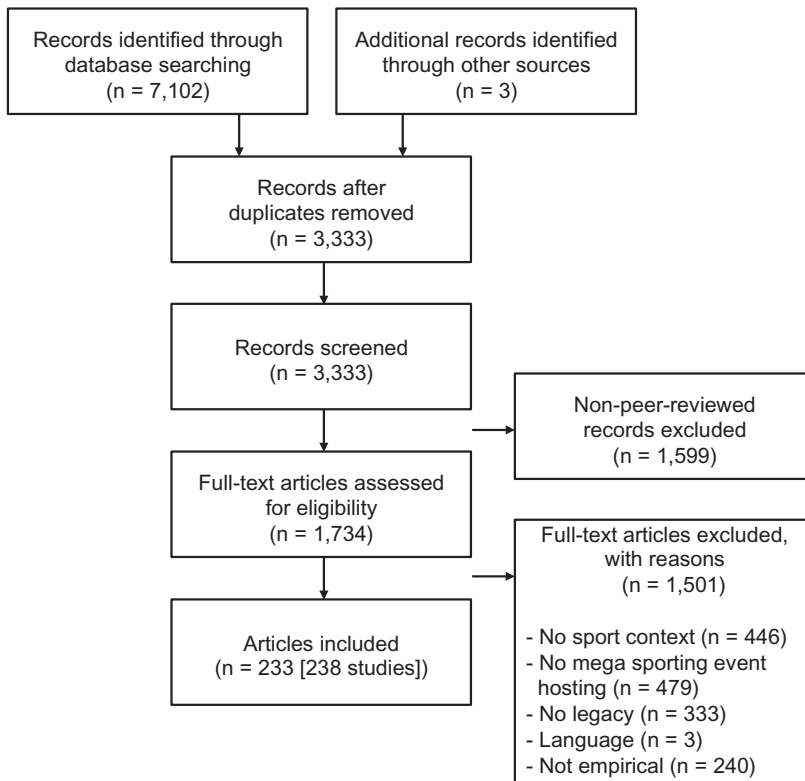 Records identified through
database searching
(n = 7,102)
Additional records identified
through other sources
(n = 3)
Records after
duplicates removed
(n = 3,333)
Records screened
(n = 3,333)
Non-peer-reviewed
records excluded
(n = 1,599)
Full-text articles assessed
for eligibility
(n = 1,734)
Full-text articles excluded,
with reasons
(n = 1,501)
- No sport context (n = 446)
- No mega sporting event
hosting (n = 479)
- No legacy (n = 333)
- Language (n = 3)
- Not empirical (n = 240)
Articles included
(n = 233 [238 studies])